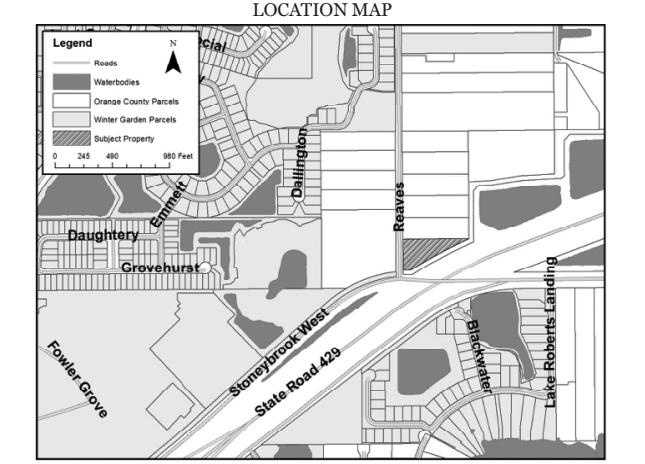 LOCATION MAP
Legend
N
Roads
Waterbodies
Orange County Parcels
Winter Garden Parcels
Subject Property
0 245 490 980 Feet
Dallington
Emmett
Reaves
Daughtery
Grovehurst
Stoneybrook West
State Road 429
Fowler Grove
Blackwater
Lake Roberts Landing